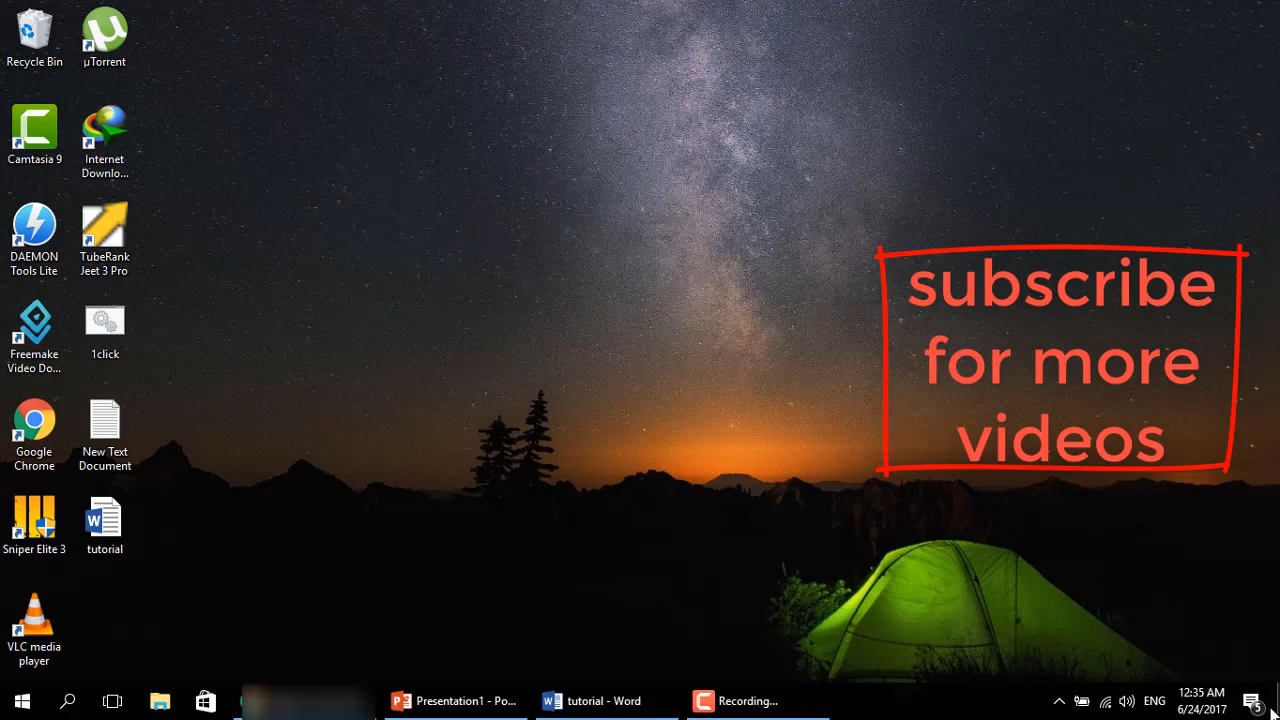 Recycle Bin
µTorrent
Camtasia 9
Internet
Downlo...
DAEMON
Tools Lite
TubeRank
Jeet 3 Pro
Freemake
Video Do...
1click
Google
Chrome
New Text
Document
Sniper Elite 3
tutorial
VLC media
player
subscribe
for more
videos
Presentation1 - Po...
tutorial - Word
Recording...
ENG
12:35 AM
6/24/2017
5